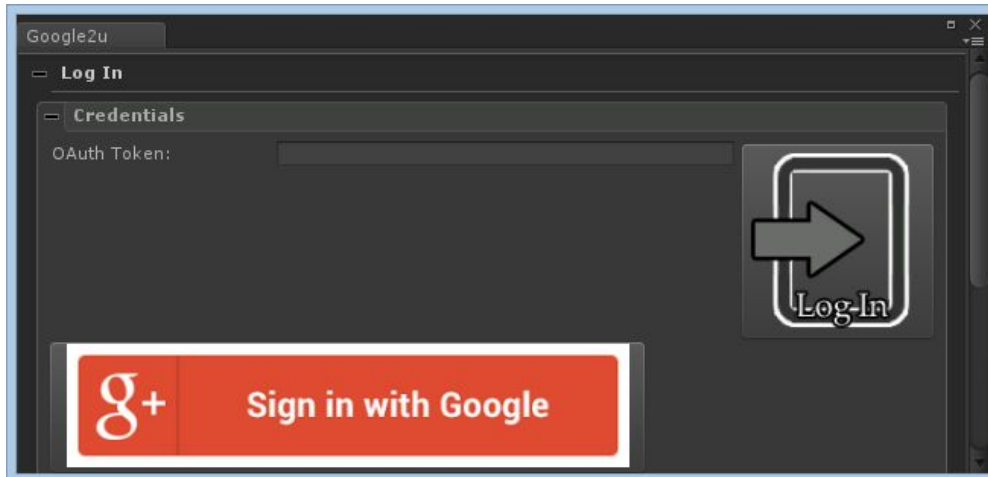 Google2u
Log In
Credentials
OAuth Token:
Log In
g+ Sign in with Google